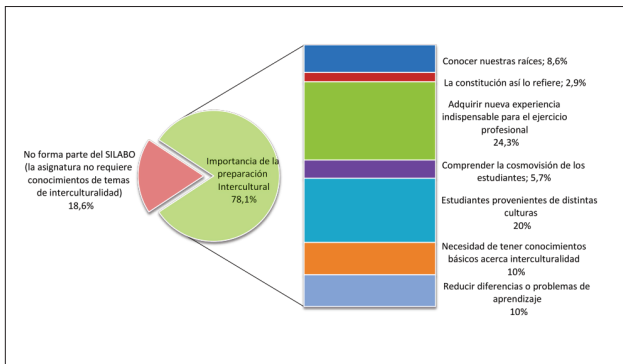 No forma parte del SILABO
(la asignatura no requiere
conocimientos de temas
de interculturalidad)
18,6%
Importancia de la
preparación
Intercultural
78,1%
Conocer nuestras raíces; 8,6%
La constitución así lo refiere; 2,9%
Adquirir nueva experiencia
indispensable para el ejercicio
profesional
24,3%
Comprender la cosmovisión de los
estudiantes; 5,7%
Estudiantes provenientes de distintas
culturas
20%
Necesidad de tener conocimientos
básicos acerca interculturalidad
10%
Reducir diferencias o problemas de
aprendizaje
10%